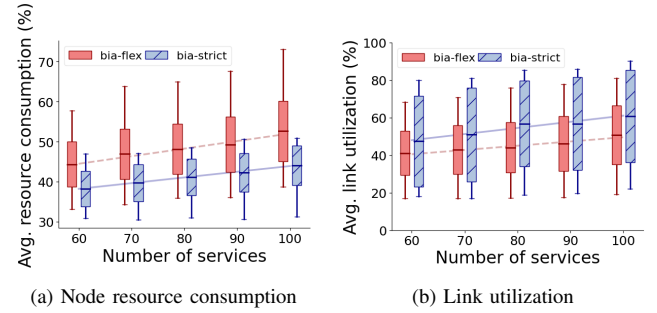 Avg. resource consumption (%)
bia-flex
bia-strict
70
60
50
40
30
60 70 80 90 100
Number of services
(a) Node resource consumption
Avg. link utilization (%)
bia-flex
bia-strict
100
80
60
40
20
0
60 70 80 90 100
Number of services
(b) Link utilization